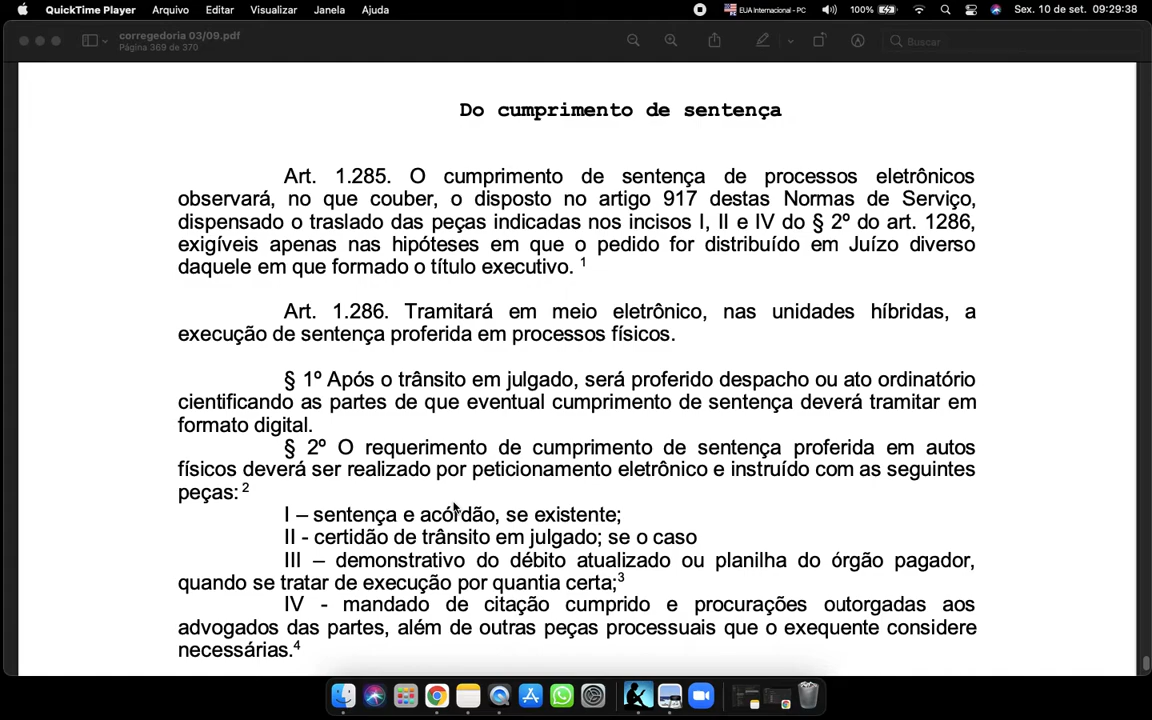 QuickTime Player Arquivo Editar Visualizar Janela Ajuda EUA Internacional - PC 100% Sex. 10 de set. 09:29:38
corregedoria 03/09.pdf
Página 369 de 370
Buscar
Do cumprimento de sentença
Art. 1.285. O cumprimento de sentença de processos eletrônicos
observará, no que couber, o disposto no artigo 917 destas Normas de Serviço,
dispensado o traslado das peças indicadas nos incisos I, II e IV do § 2º do art. 1286,
exigíveis apenas nas hipóteses em que o pedido for distribuído em Juízo diverso
daquele em que formado o título executivo. 1
Art. 1.286. Tramitará em meio eletrônico, nas unidades híbridas, a
execução de sentença proferida em processos físicos.
§ 1º Após o trânsito em julgado, será proferido despacho ou ato ordinatório
cientificando as partes de que eventual cumprimento de sentença deverá tramitar em
formato digital.
§ 2º O requerimento de cumprimento de sentença proferida em autos
físicos deverá ser realizado por peticionamento eletrônico e instruído com as seguintes
peças: 2
I – sentença e acórdão, se existente;
II - certidão de trânsito em julgado; se o caso
III – demonstrativo do débito atualizado ou planilha do órgão pagador,
quando se tratar de execução por quantia certa;3
IV - mandado de citação cumprido e procurações outorgadas aos
advogados das partes, além de outras peças processuais que o exequente considere
necessárias.4